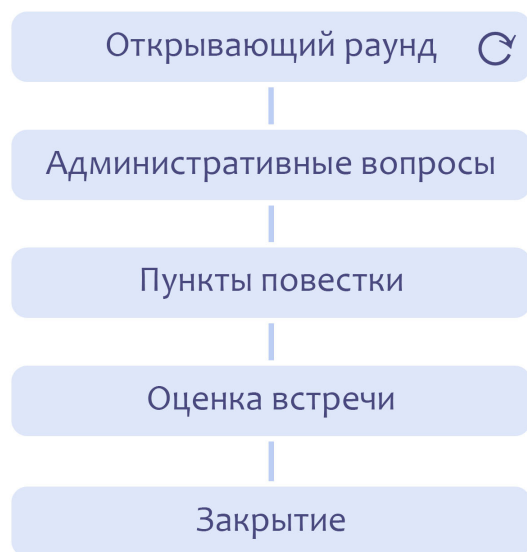 Открывающий раунд
Административные вопросы
Пункты повестки
Оценка встречи
Закрытие